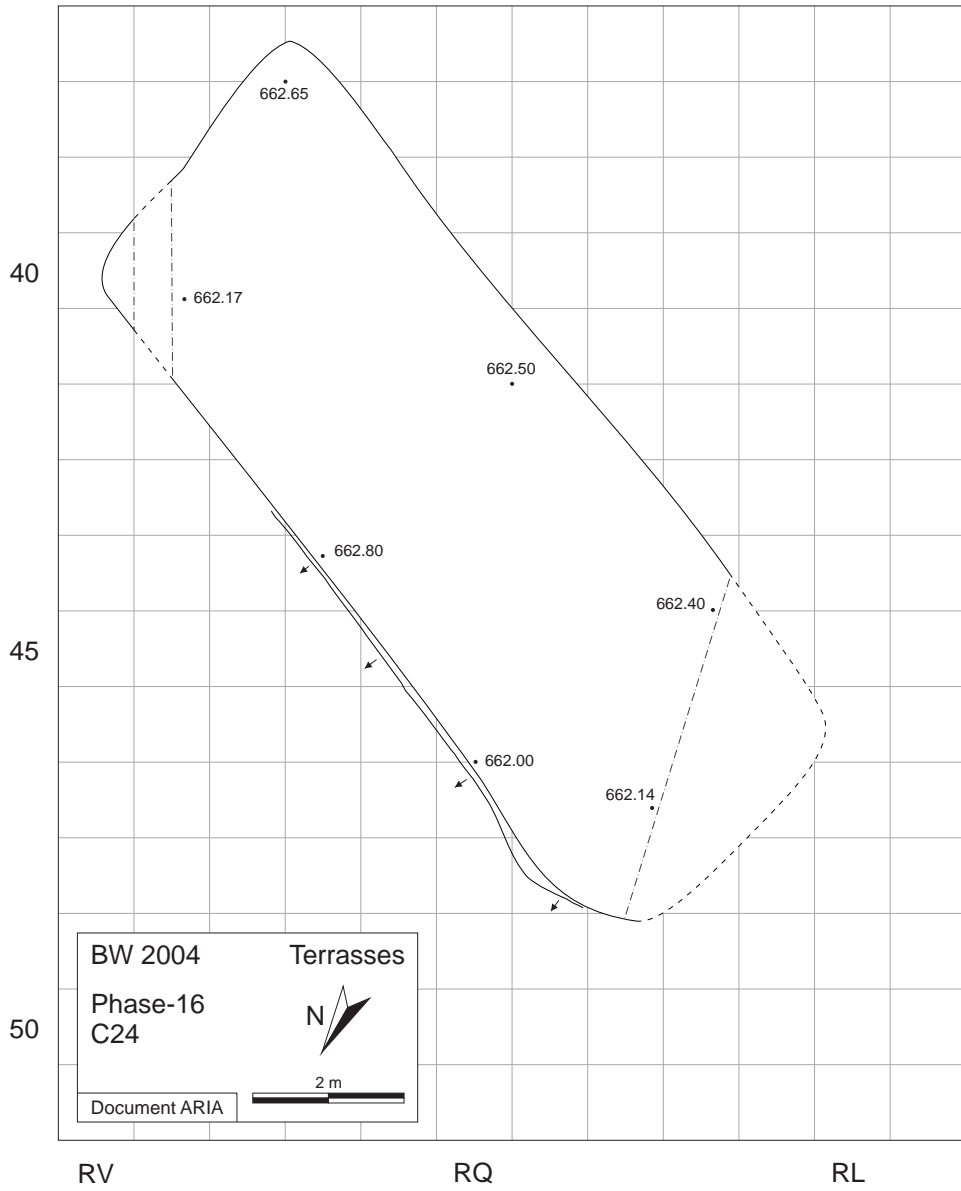 662.65
40
662.17
662.50
662.80
662.40
45
662.00
662.14
BW 2004 Terrasses
Phase-16
C24
N
50
2 m
Document ARIA
RV RQ RL